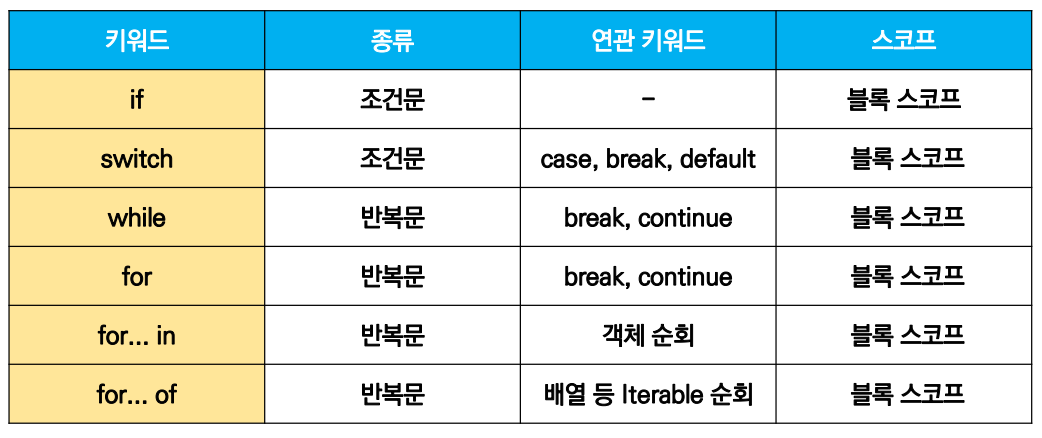 키워드 종류 연관 키워드 스코프
if 조건문 - 블록 스코프
switch 조건문 case, break, default 블록 스코프
while 반복문 break, continue 블록 스코프
for 반복문 break, continue 블록 스코프
for... in 반복문 객체 순회 블록 스코프
for... of 반복문 배열 등 Iterable 순회 블록 스코프